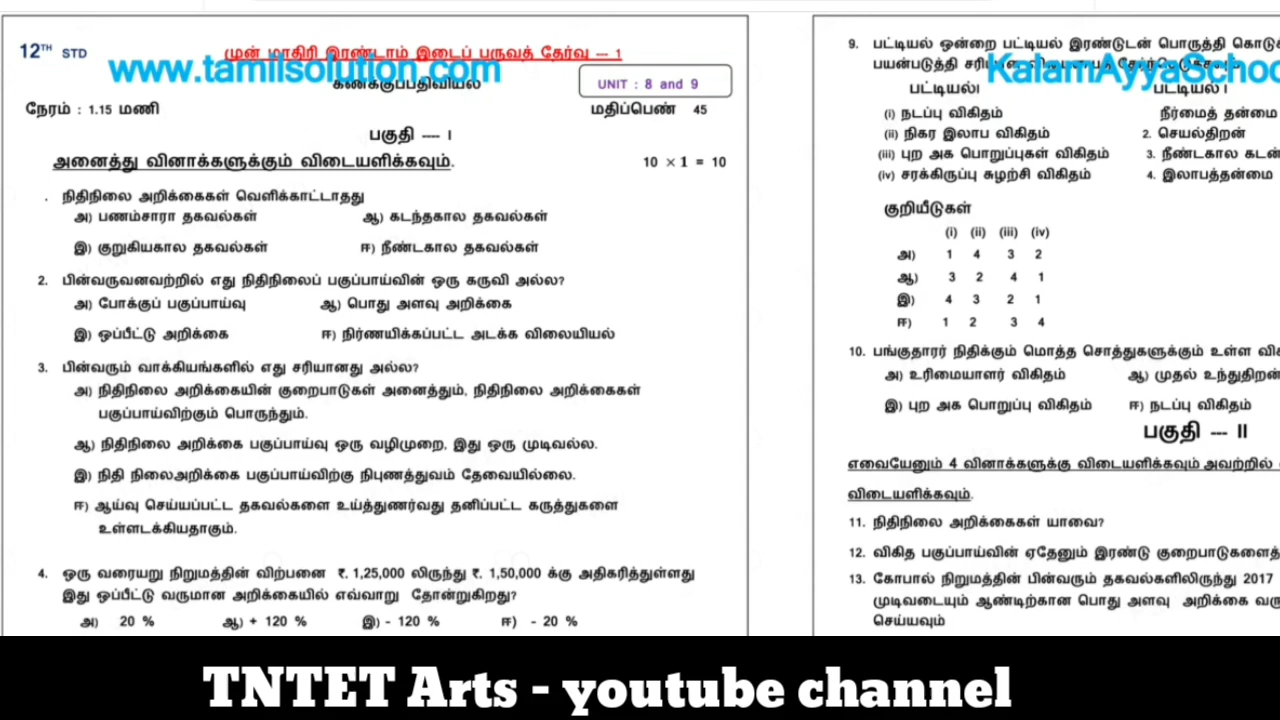 12TH STD
முன் மாதிரி இரண்டாம் இடைப் பருவத் தேர்வு --- 1
www.tamilsolution.com
கணக்குப்பதிவியல்
UNIT : 8 and 9
நேரம் : 1.15 மணி
மதிப்பெண் 45
பகுதி ---- I
அனைத்து வினாக்களுக்கும் விடையளிக்கவும்.
10 × 1 = 10
. நிதிநிலை அறிக்கைகள் வெளிக்காட்டாதது
அ) பணம்சாரா தகவல்கள் ஆ) கடந்தகால தகவல்கள்
இ) குறுகியகால தகவல்கள் ஈ) நீண்டகால தகவல்கள்
2. பின்வருவனவற்றில் எது நிதிநிலைப் பகுப்பாய்வின் ஒரு கருவி அல்ல?
அ) போக்குப் பகுப்பாய்வு ஆ) பொது அளவு அறிக்கை
இ) ஒப்பீட்டு அறிக்கை ஈ) நிர்ணயிக்கப்பட்ட அடக்க விலையியல்
3. பின்வரும் வாக்கியங்களில் எது சரியானது அல்ல?
அ) நிதிநிலை அறிக்கையின் குறைபாடுகள் அனைத்தும், நிதிநிலை அறிக்கைகள்
பகுப்பாய்விற்கும் பொருந்தும்.
ஆ) நிதிநிலை அறிக்கை பகுப்பாய்வு ஒரு வழிமுறை, இது ஒரு முடிவல்ல.
இ) நிதி நிலைஅறிக்கை பகுப்பாய்விற்கு நிபுணத்துவம் தேவையில்லை.
ஈ) ஆய்வு செய்யப்பட்ட தகவல்களை உய்த்துணர்வது தனிப்பட்ட கருத்துகளை
உள்ளடக்கியதாகும்.
4. ஒரு வரையறு நிறுமத்தின் விற்பனை ₹. 1,25,000 லிருந்து ₹. 1,50,000 க்கு அதிகரித்துள்ளது
இது ஒப்பீட்டு வருமான அறிக்கையில் எவ்வாறு தோன்றுகிறது?
அ) 20 % ஆ) + 120 % இ) - 120 % ஈ) - 20 %
9. பட்டியல் ஒன்றை பட்டியல் இரண்டுடன் பொருத்தி
பயன்படுத்தி
KalamAyyaSchoo
பட்டியல்I பட்டியல் I
(i) நடப்பு விகிதம் நீர்மைத் தன்மை
(ii) நிகர இலாப விகிதம் 2. செயல்திறன்
(iii) புற அக பொறுப்புகள் விகிதம் 3. நீண்டகால கடன்
(iv) சரக்கிருப்பு சுழற்சி விகிதம் 4. இலாபத்தன்மை
குறியீடுகள்
(i) (ii) (iii) (iv)
அ) 1 4 3 2
ஆ) 3 2 4 1
இ) 4 3 2 1
ஈ) 1 2 3 4
10. பங்குதாரர் நிதிக்கும் மொத்த சொத்துகளுக்கும் உள்ள
அ) உரிமையாளர் விகிதம் ஆ) முதல் உந்துதிறன்
இ) புற அக பொறுப்பு விகிதம் ஈ) நடப்பு விகிதம்
பகுதி --- II
எவையேனும் 4 வினாக்களுக்கு விடையளிக்கவும் அவற்றில்
விடையளிக்கவும்.
11. நிதிநிலை அறிக்கைகள் யாவை?
12. விகித பகுப்பாய்வின் ஏதேனும் இரண்டு குறைபாடுகளைத்
13. கோபால் நிறுமத்தின் பின்வரும் தகவல்களிலிருந்து 2017
முடிவடையும் ஆண்டிற்கான பொது அளவு அறிக்கை
செய்யவும்
TNTET Arts - youtube channel